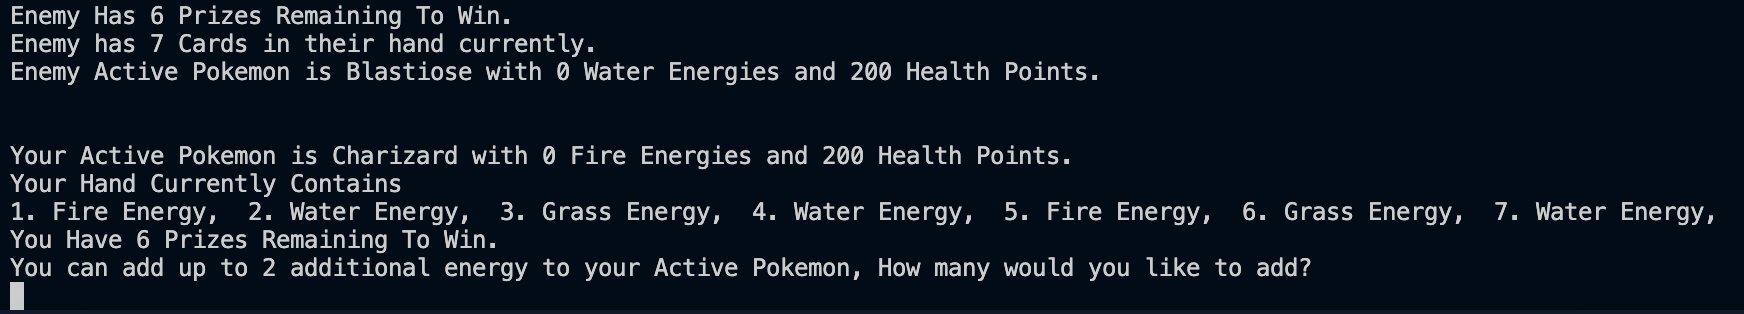 Enemy Has 6 Prizes Remaining To Win.
Enemy has 7 Cards in their hand currently.
Enemy Active Pokemon is Blastiose with 0 Water Energies and 200 Health Points.
Your Active Pokemon is Charizard with 0 Fire Energies and 200 Health Points.
Your Hand Currently Contains
1. Fire Energy,  2. Water Energy,  3. Grass Energy,  4. Water Energy,  5. Fire Energy,  6. Grass Energy,  7. Water Energy,
You Have 6 Prizes Remaining To Win.
You can add up to 2 additional energy to your Active Pokemon, How many would you like to add?